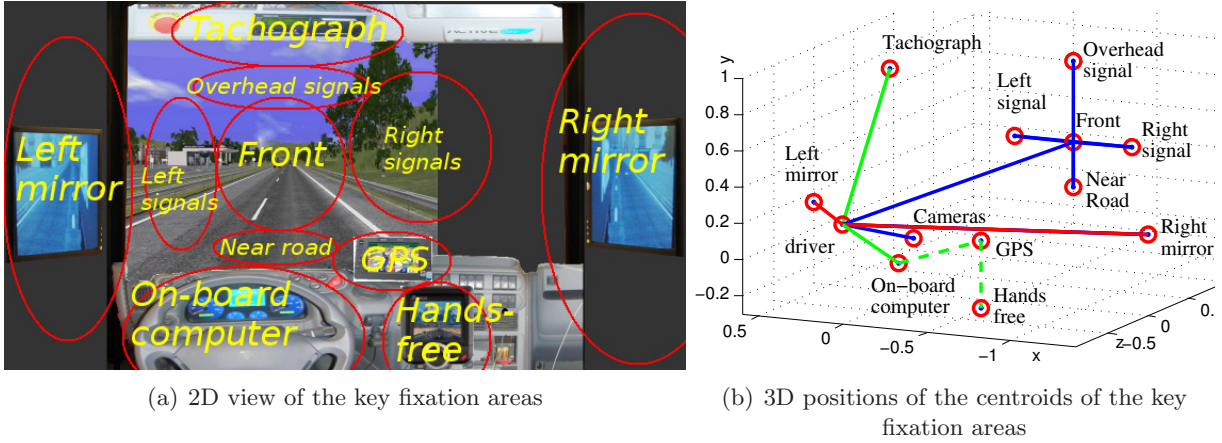 Tachograph
ACTIVE
Overhead signals
Left
mirror
Left
signals
Front
Right
signals
Right
mirror
Near road
GPS
On-board
computer
Hands-
free
(a) 2D view of the key fixation areas
y
1
0.8
0.6
0.4
0.2
0
−0.2
0.5
0
−0.5
−1
x
z
−0.5
0
0.
Tachograph
Overhead
signal
Left
signal
Front
Right
signal
Left
mirror
Near
Road
Cameras
driver
GPS
Right
mirror
On−board
computer
Hands
free
(b) 3D positions of the centroids of the key
fixation areas